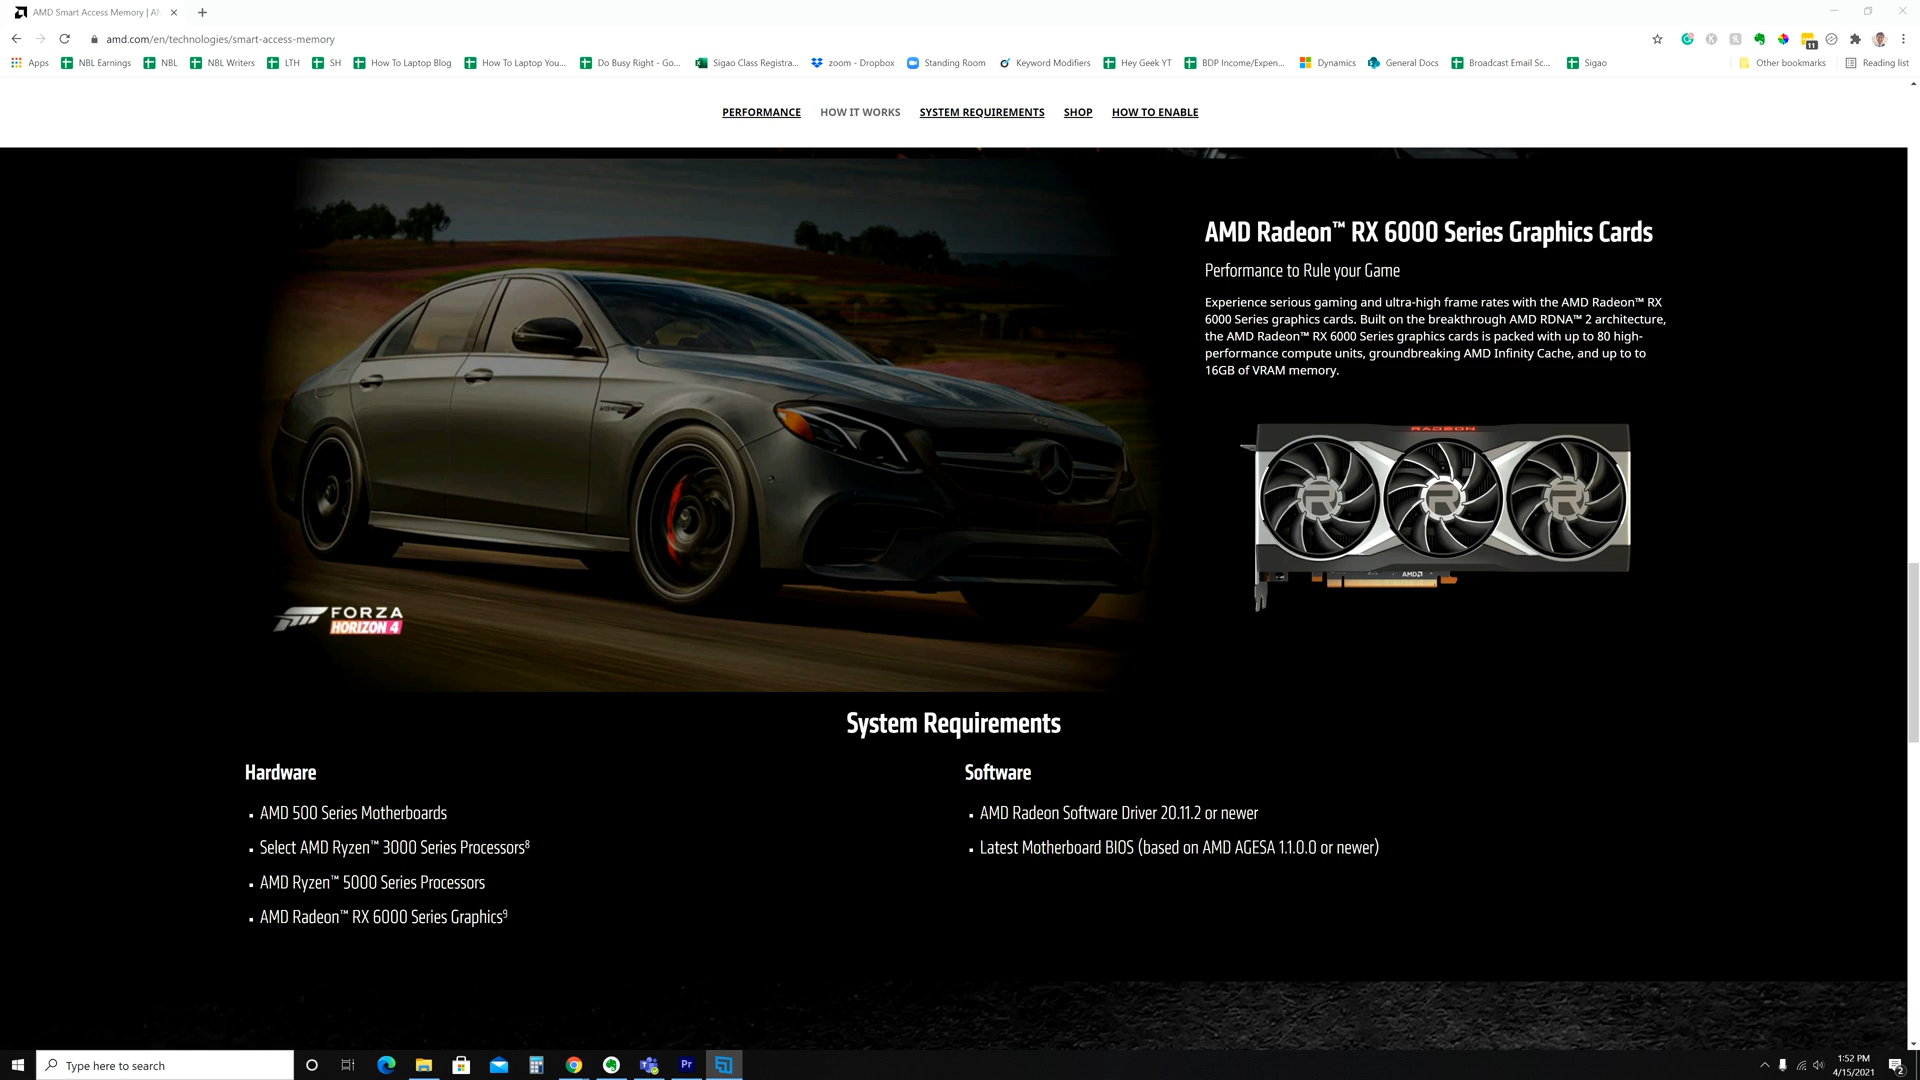 AMD Smart Access Memory | AM
amd.com/en/technologies/smart-access-memory
11
Apps NBL Earnings NBL NBL Writers LTH SH How To Laptop Blog How To Laptop You... Do Busy Right - Go... Sigao Class Registra... zoom - Dropbox Standing Room Keyword Modifiers Hey Geek YT BDP Income/Expen... Dynamics General Docs Broadcast Email Sc... Sigao Other bookmarks Reading list
PERFORMANCE HOW IT WORKS SYSTEM REQUIREMENTS SHOP HOW TO ENABLE
AMD Radeon™ RX 6000 Series Graphics Cards
Performance to Rule your Game
Experience serious gaming and ultra-high frame rates with the AMD Radeon™ RX
6000 Series graphics cards. Built on the breakthrough AMD RDNA™ 2 architecture,
the AMD Radeon™ RX 6000 Series graphics cards is packed with up to 80 high-
performance compute units, groundbreaking AMD Infinity Cache, and up to to
16GB of VRAM memory.
RADEON
R R R
AMD
FORZA
HORIZON 4
System Requirements
Hardware
AMD 500 Series Motherboards
Select AMD Ryzen™ 3000 Series Processors⁸
AMD Ryzen™ 5000 Series Processors
AMD Radeon™ RX 6000 Series Graphics⁹
Software
AMD Radeon Software Driver 20.11.2 or newer
Latest Motherboard BIOS (based on AMD AGESA 1.1.0.0 or newer)
Type here to search
Pr
1:52 PM
4/15/2021
2